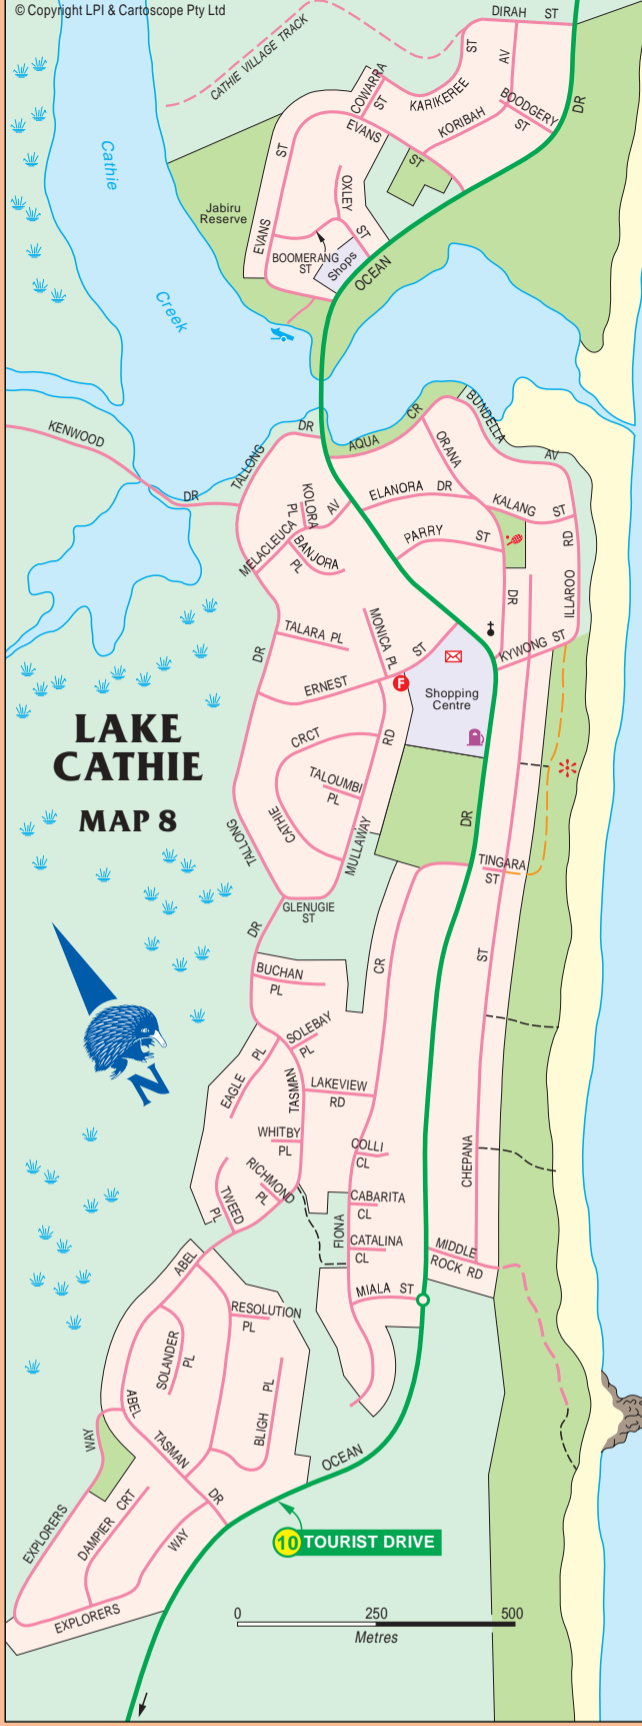 © Copyright LPI & Cartoscope Pty Ltd
DIRAH ST
CATHIE VILLAGE TRACK
ST
AV
COWARRA
ST
KARIKEREE
BOODGERY
ST
DR
KORIBAH
EVANS
ST
ST
Cathie
OXLEY
ST
Jabiru
Reserve
EVANS
BOOMERANG
ST
Shops
OCEAN
Creek
KENWOOD
DR
TALLONG
DR
AQUA
CR
BUNDELLA
AV
ORANA
KOLORA
PL
AV
ELANORA DR
KALANG ST
MELACLEUCA
BANJORA
PL
PARRY ST
RD
ILLAROO
DR
TALARA PL
MONICA PL
ST
KYWONG ST
DR
ERNEST
F
Shopping
Centre
LAKE
CATHIE
MAP 8
CRCT
RD
TALOUMBI
PL
CATHIE
TALLONG
MULLAWAY
DR
TINGARA
ST
GLENUGIE
ST
DR
CR
ST
BUCHAN
PL
SOLEBAY
PL
EAGLE
PL
TASMAN
LAKEVIEW
RD
N
WHITBY
PL
COLLI
CL
CHEPANA
RICHMOND
PL
TWEED
PL
CABARITA
CL
FIONA
CATALINA
CL
MIDDLE
ROCK RD
ABEL
MIALA ST
RESOLUTION
PL
SOLANDER
PL
ABEL
BLIGH
PL
WAY
TASMAN
DR
OCEAN
EXPLORERS
DAMPIER
CRT
WAY
10 TOURIST DRIVE
EXPLORERS
0 250 500
Metres